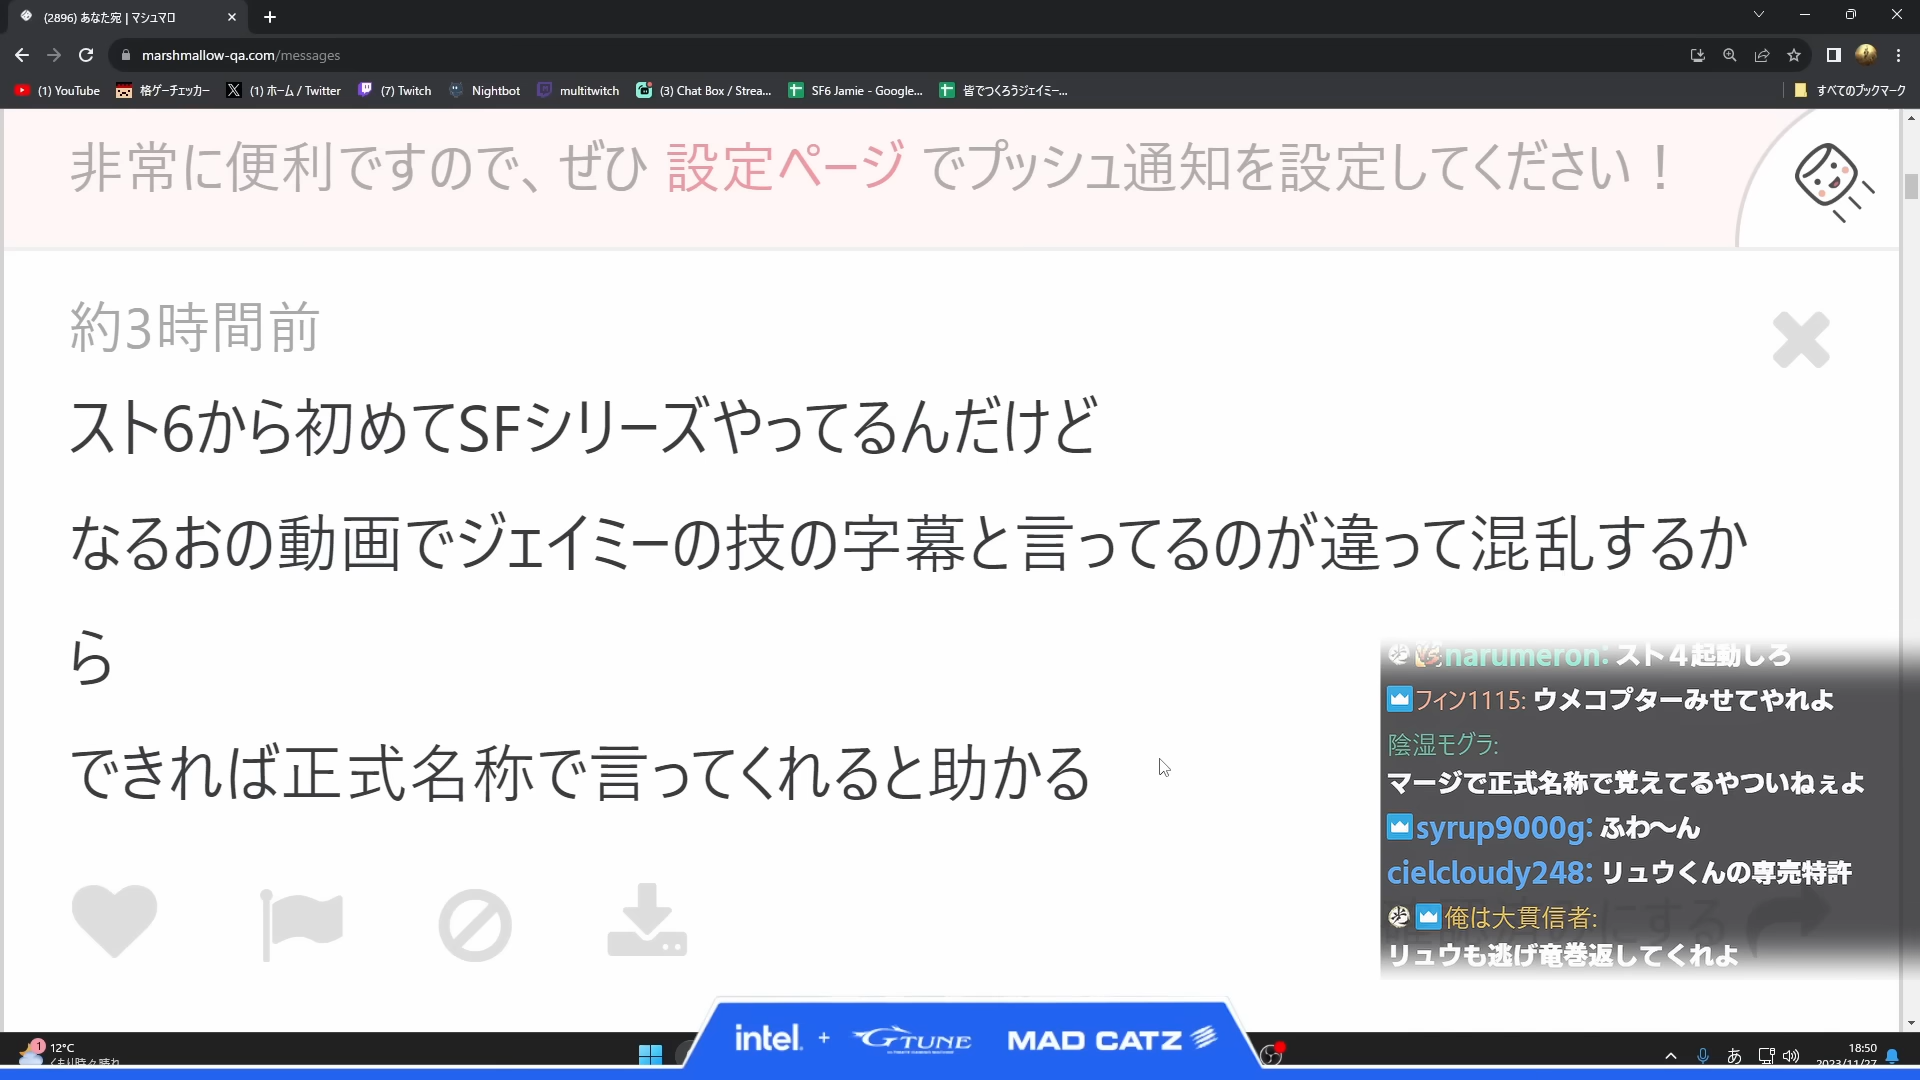 (2896) あなた宛 | マシュマロ
marshmallow-qa.com/messages
(1) YouTube
格ゲーチェッカー
(1) ホーム / Twitter
(7) Twitch
Nightbot
multitwitch
(3) Chat Box / Strea...
SF6 Jamie - Google...
皆でつくろうジェイミー...
すべてのブックマーク
非常に便利ですので、ぜひ 設定ページ でプッシュ通知を設定してください！
約3時間前
スト6から初めてSFシリーズやってるんだけど
なるおの動画でジェイミーの技の字幕と言ってるのが違って混乱するか
ら
できれば正式名称で言ってくれると助かる
narumeron: スト４起動しろ
フィン1115: ウメコプターみせてやれよ
陰湿モグラ:
マージで正式名称で覚えてるやついねぇよ
syrup9000g: ふわ〜ん
cielcloudy248: リュウくんの専売特許
俺は大貫信者:
リュウも逃げ竜巻返してくれよ
にする
intel. + G TUNE MAD CATZ
1
12°C
くもり時々晴れ
あ
18:50
2023/11/27